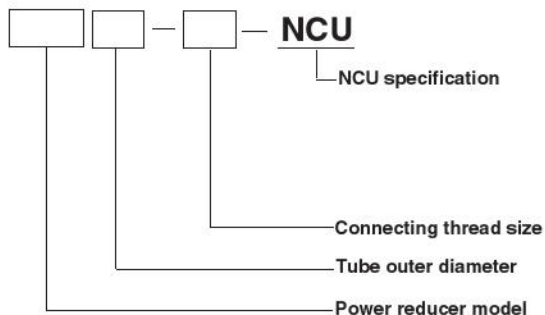 NCU
NCU specification
Connecting thread size
Tube outer diameter
Power reducer model